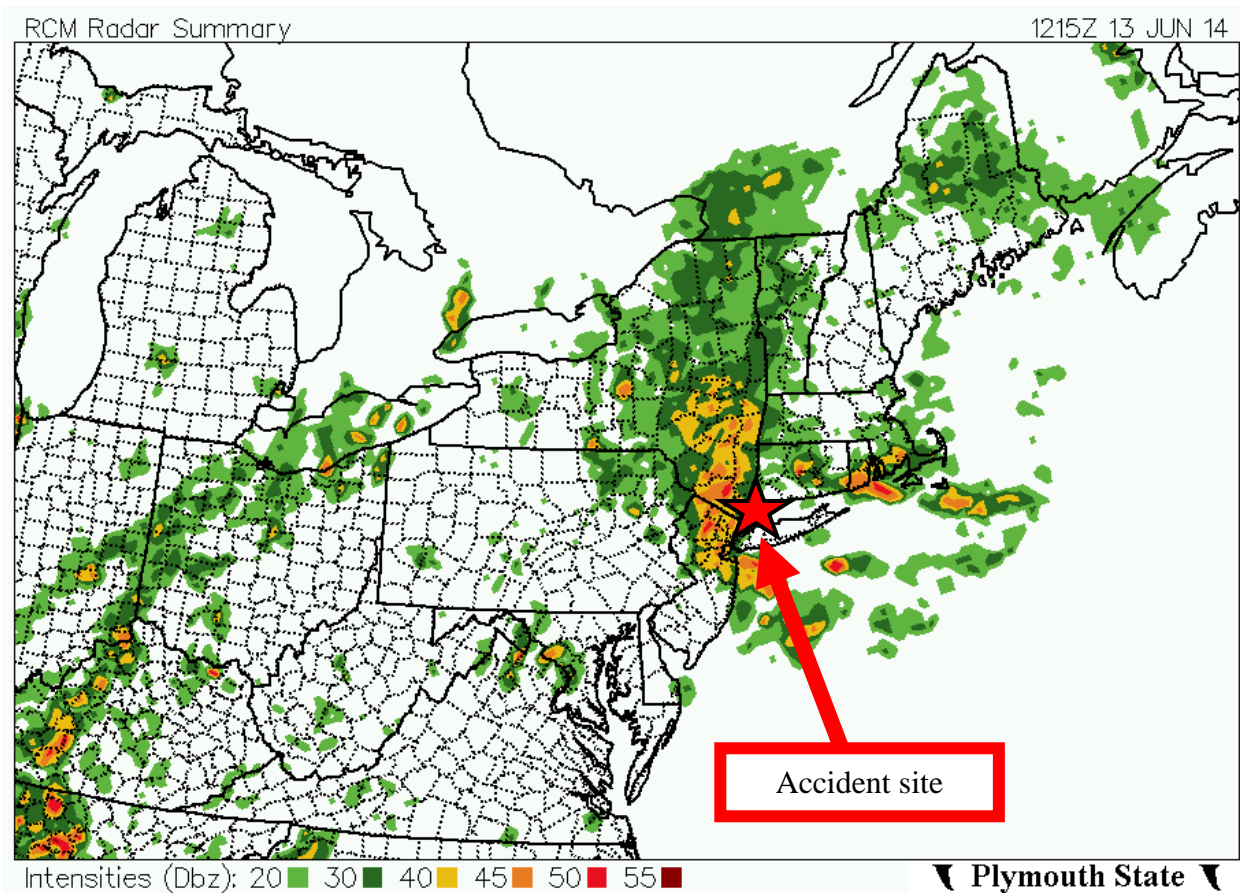 RCM Radar Summary 1215Z 13 JUN 14
Accident site
Intensities (Dbz): 20 30 40 45 50 55 Plymouth State